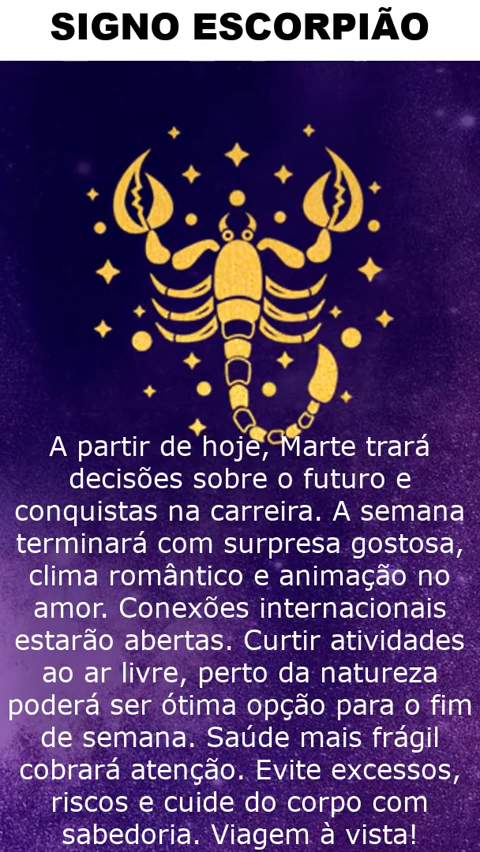 SIGNO ESCORPIÃO
A partir de hoje, Marte trará
decisões sobre o futuro e
conquistas na carreira. A semana
terminará com surpresa gostosa,
clima romântico e animação no
amor. Conexões internacionais
estarão abertas. Curtir atividades
ao ar livre, perto da natureza
poderá ser ótima opção para o fim
de semana. Saúde mais frágil
cobrará atenção. Evite excessos,
riscos e cuide do corpo com
sabedoria. Viagem à vista!